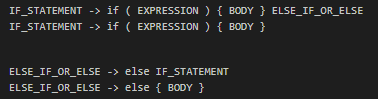 IF_STATEMENT -> if ( EXPRESSION ) { BODY } ELSE_IF_OR_ELSE
IF_STATEMENT -> if ( EXPRESSION ) { BODY }
ELSE_IF_OR_ELSE -> else IF_STATEMENT
ELSE_IF_OR_ELSE -> else { BODY }